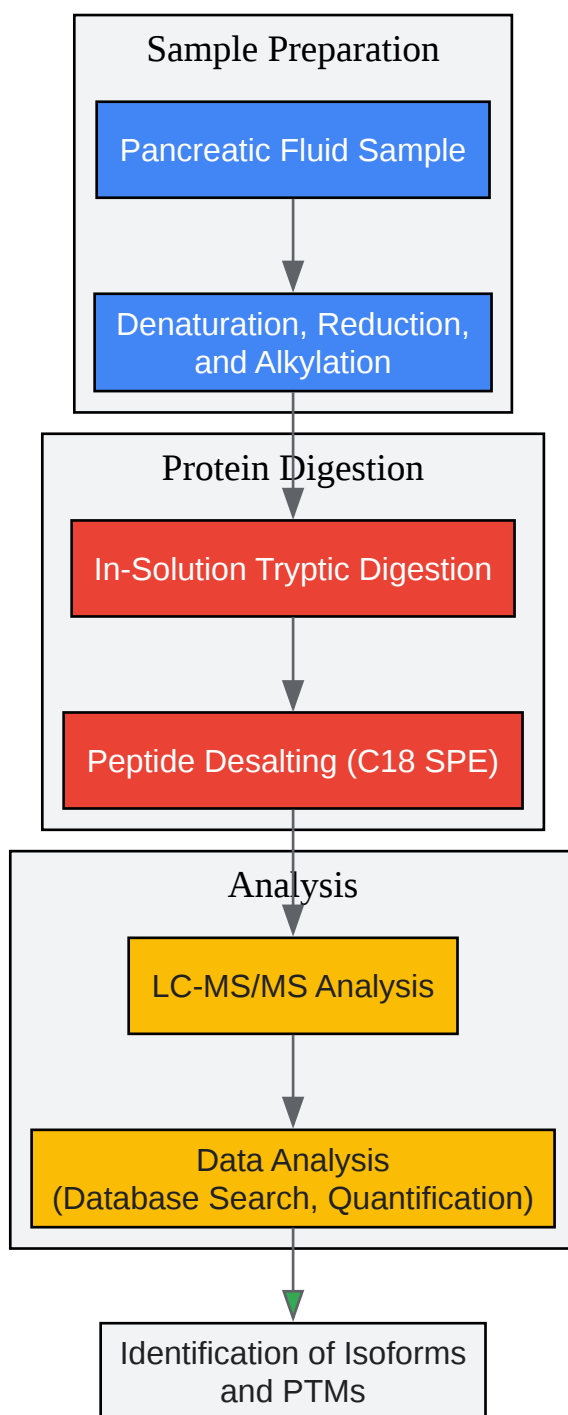 Sample Preparation
Pancreatic Fluid Sample
Denaturation, Reduction,
and Alkylation
Protein Digestion
In-Solution Tryptic Digestion
Peptide Desalting (C18 SPE)
Analysis
LC-MS/MS Analysis
Data Analysis
(Database Search, Quantification)
Identification of Isoforms
and PTMs